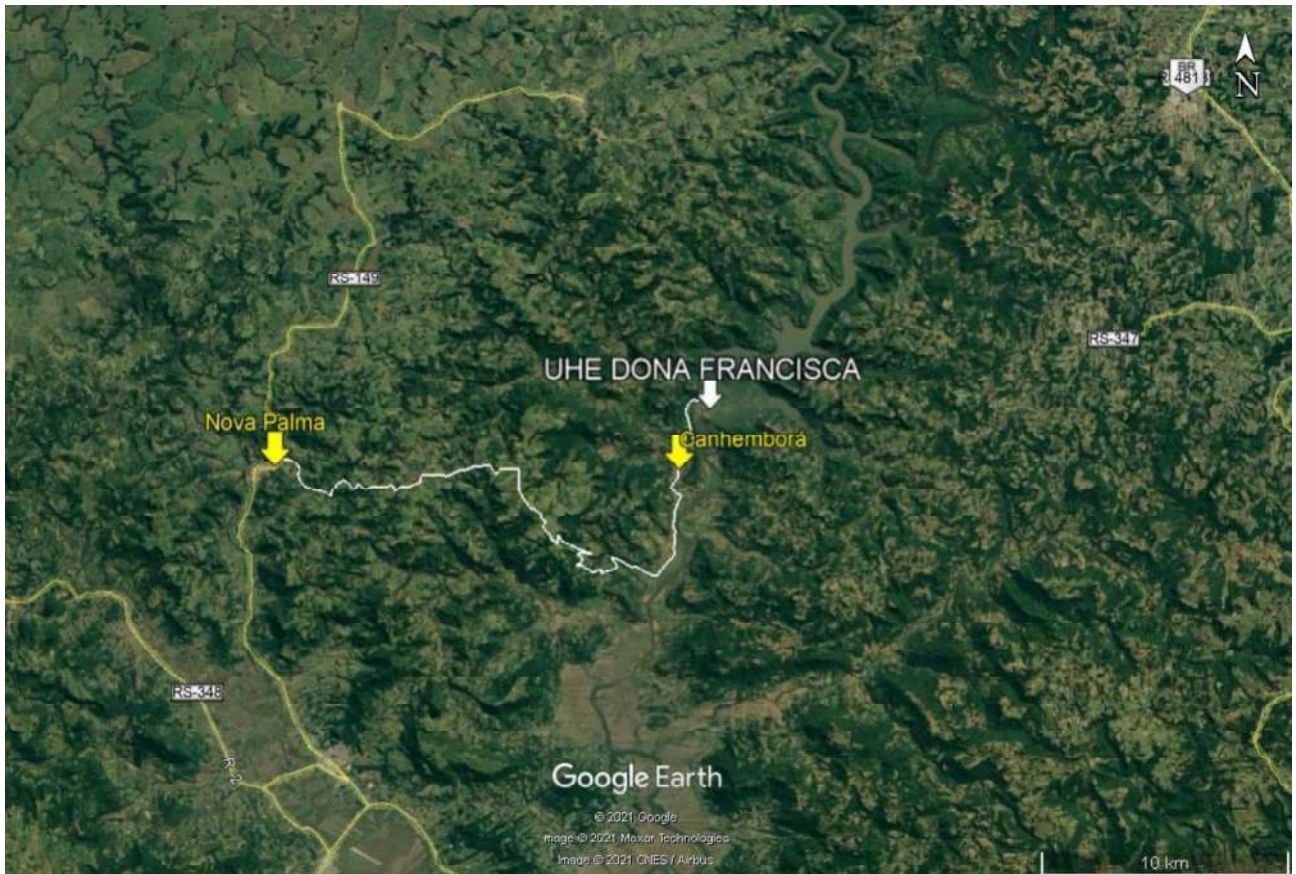 BR
481
N
RS-149
RS-347
UHE DONA FRANCISCA
Nova Palma
Canhemborá
RS-348
Google Earth
© 2021 Google
Image © 2021 Maxar Technologies
Image © 2021 CNES / Airbus
10 km